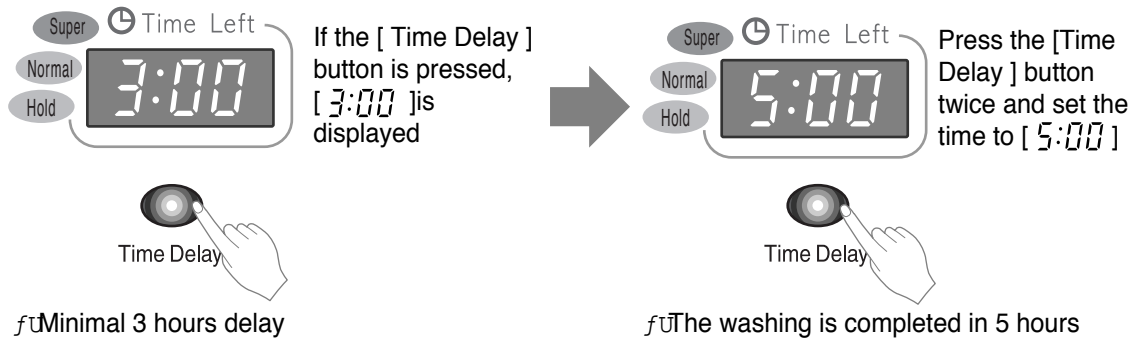 Super
Time Left
Normal
Hold
3:00
If the [ Time Delay ]
button is pressed,
[ 3:00 ]is
displayed
Time Delay
ƒUMinimal 3 hours delay
Super
Time Left
Normal
Hold
5:00
Press the [Time
Delay ] button
twice and set the
time to [ 5:00 ]
Time Delay
ƒUThe washing is completed in 5 hours